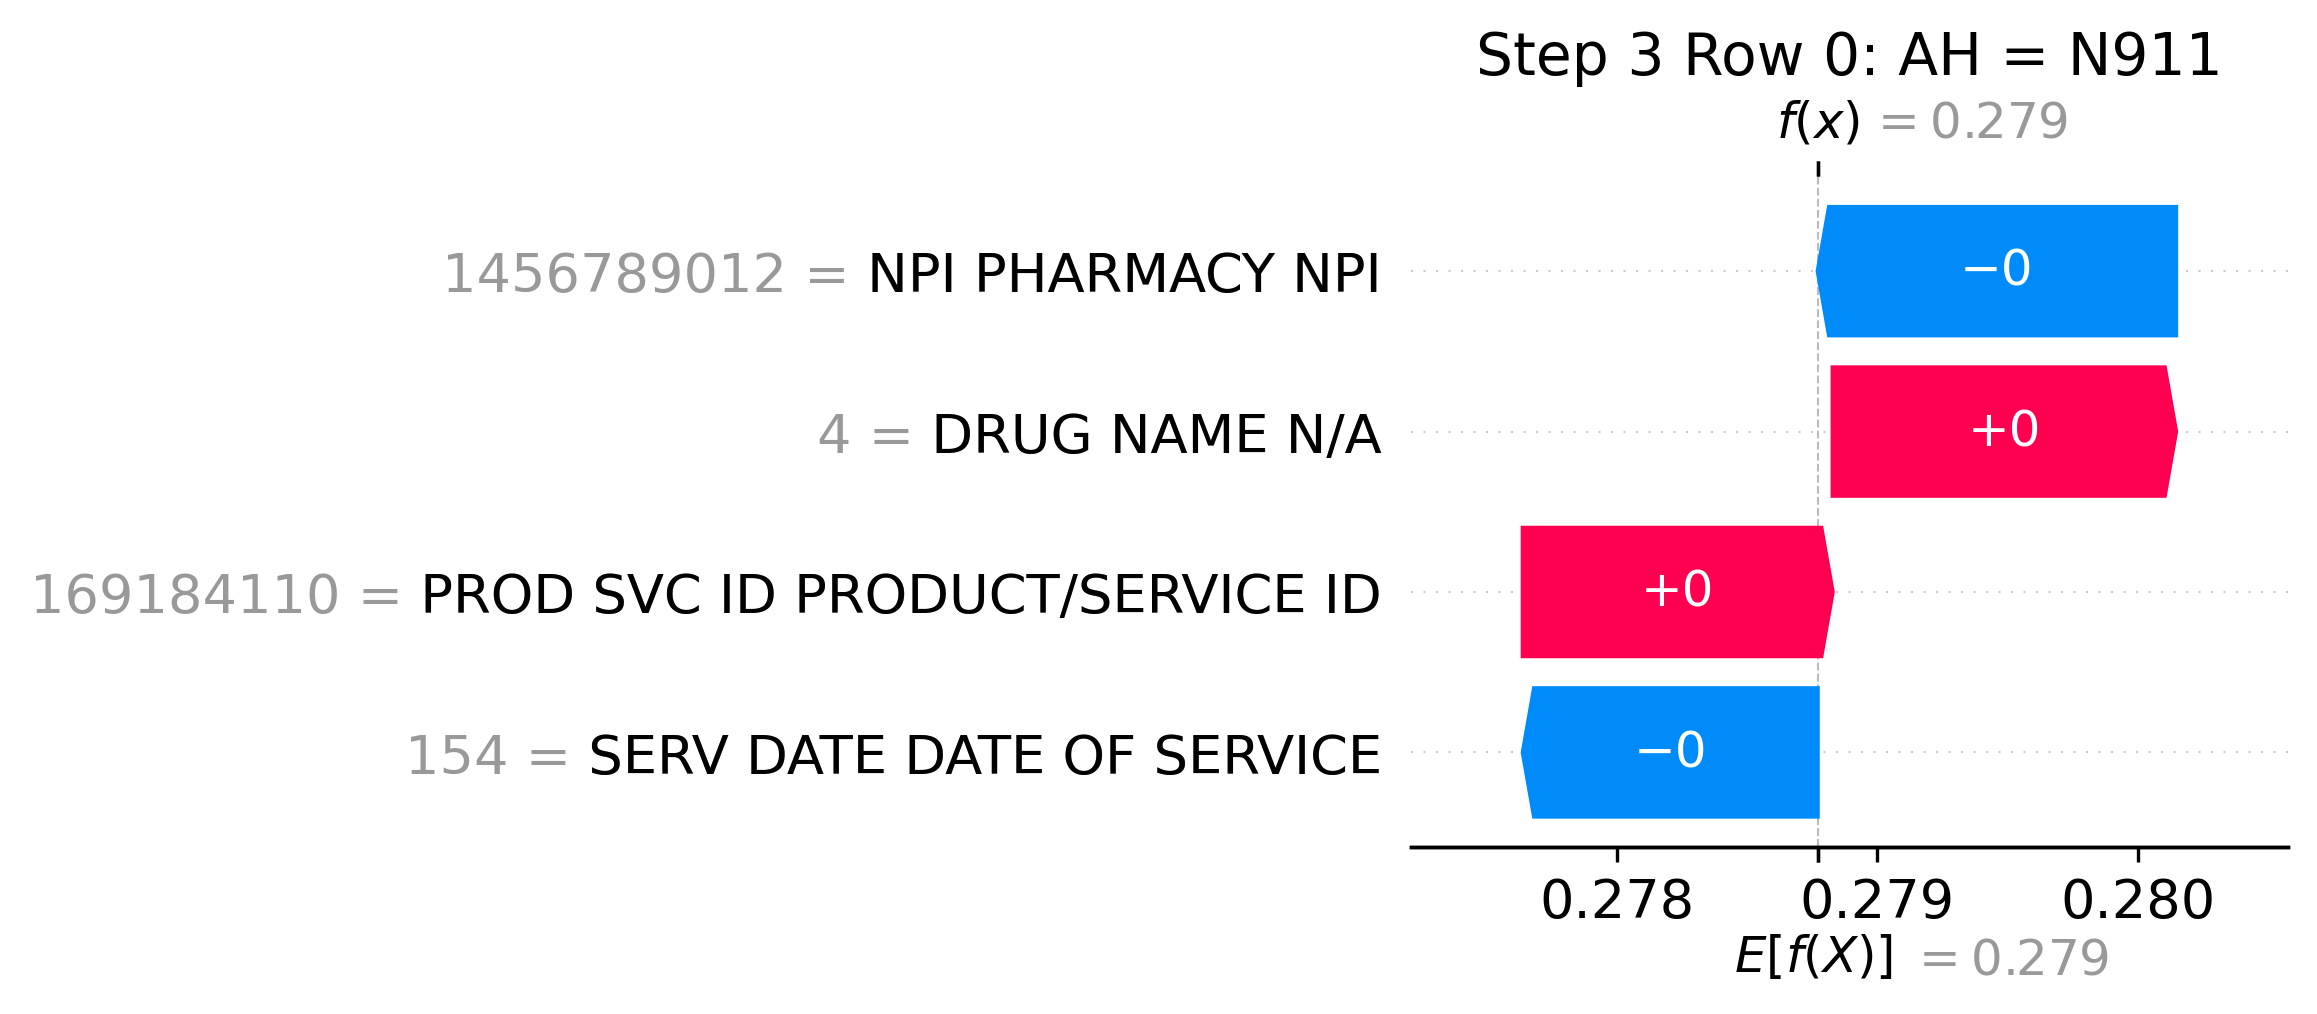 Step 3 Row 0: AH = N911
f(x) = 0.279
1456789012 = NPI PHARMACY NPI
−0
4 = DRUG NAME N/A
+0
169184110 = PROD SVC ID PRODUCT/SERVICE ID
+0
154 = SERV DATE DATE OF SERVICE
−0
0.278 0.279 0.280
E[f(X)] = 0.279